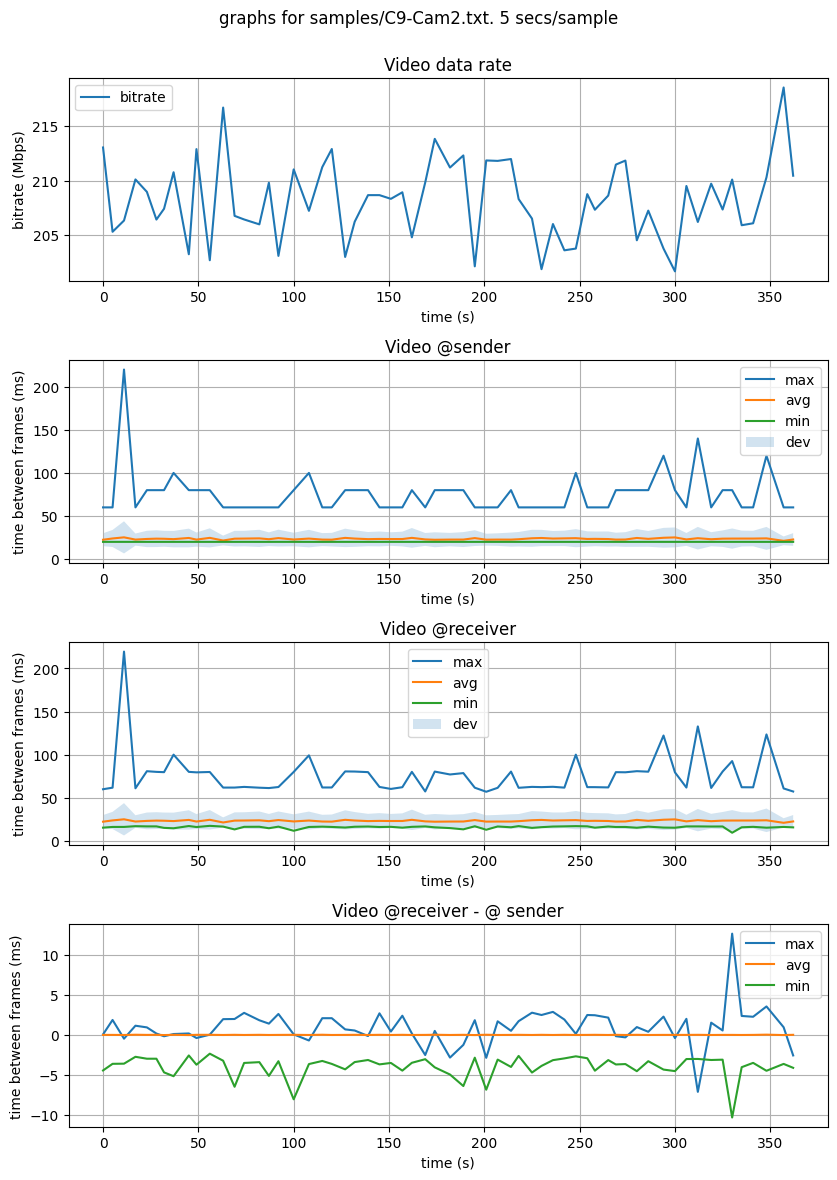 graphs for samples/C9-Cam2.txt. 5 secs/sample
Video data rate
bitrate
bitrate (Mbps)
215
210
205
0 50 100 150 200 250 300 350
time (s)
Video @sender
max
avg
min
dev
time between frames (ms)
200
150
100
50
0
0 50 100 150 200 250 300 350
time (s)
Video @receiver
max
avg
min
dev
time between frames (ms)
200
150
100
50
0
0 50 100 150 200 250 300 350
time (s)
Video @receiver - @ sender
max
avg
min
time between frames (ms)
10
5
0
−5
−10
0 50 100 150 200 250 300 350
time (s)